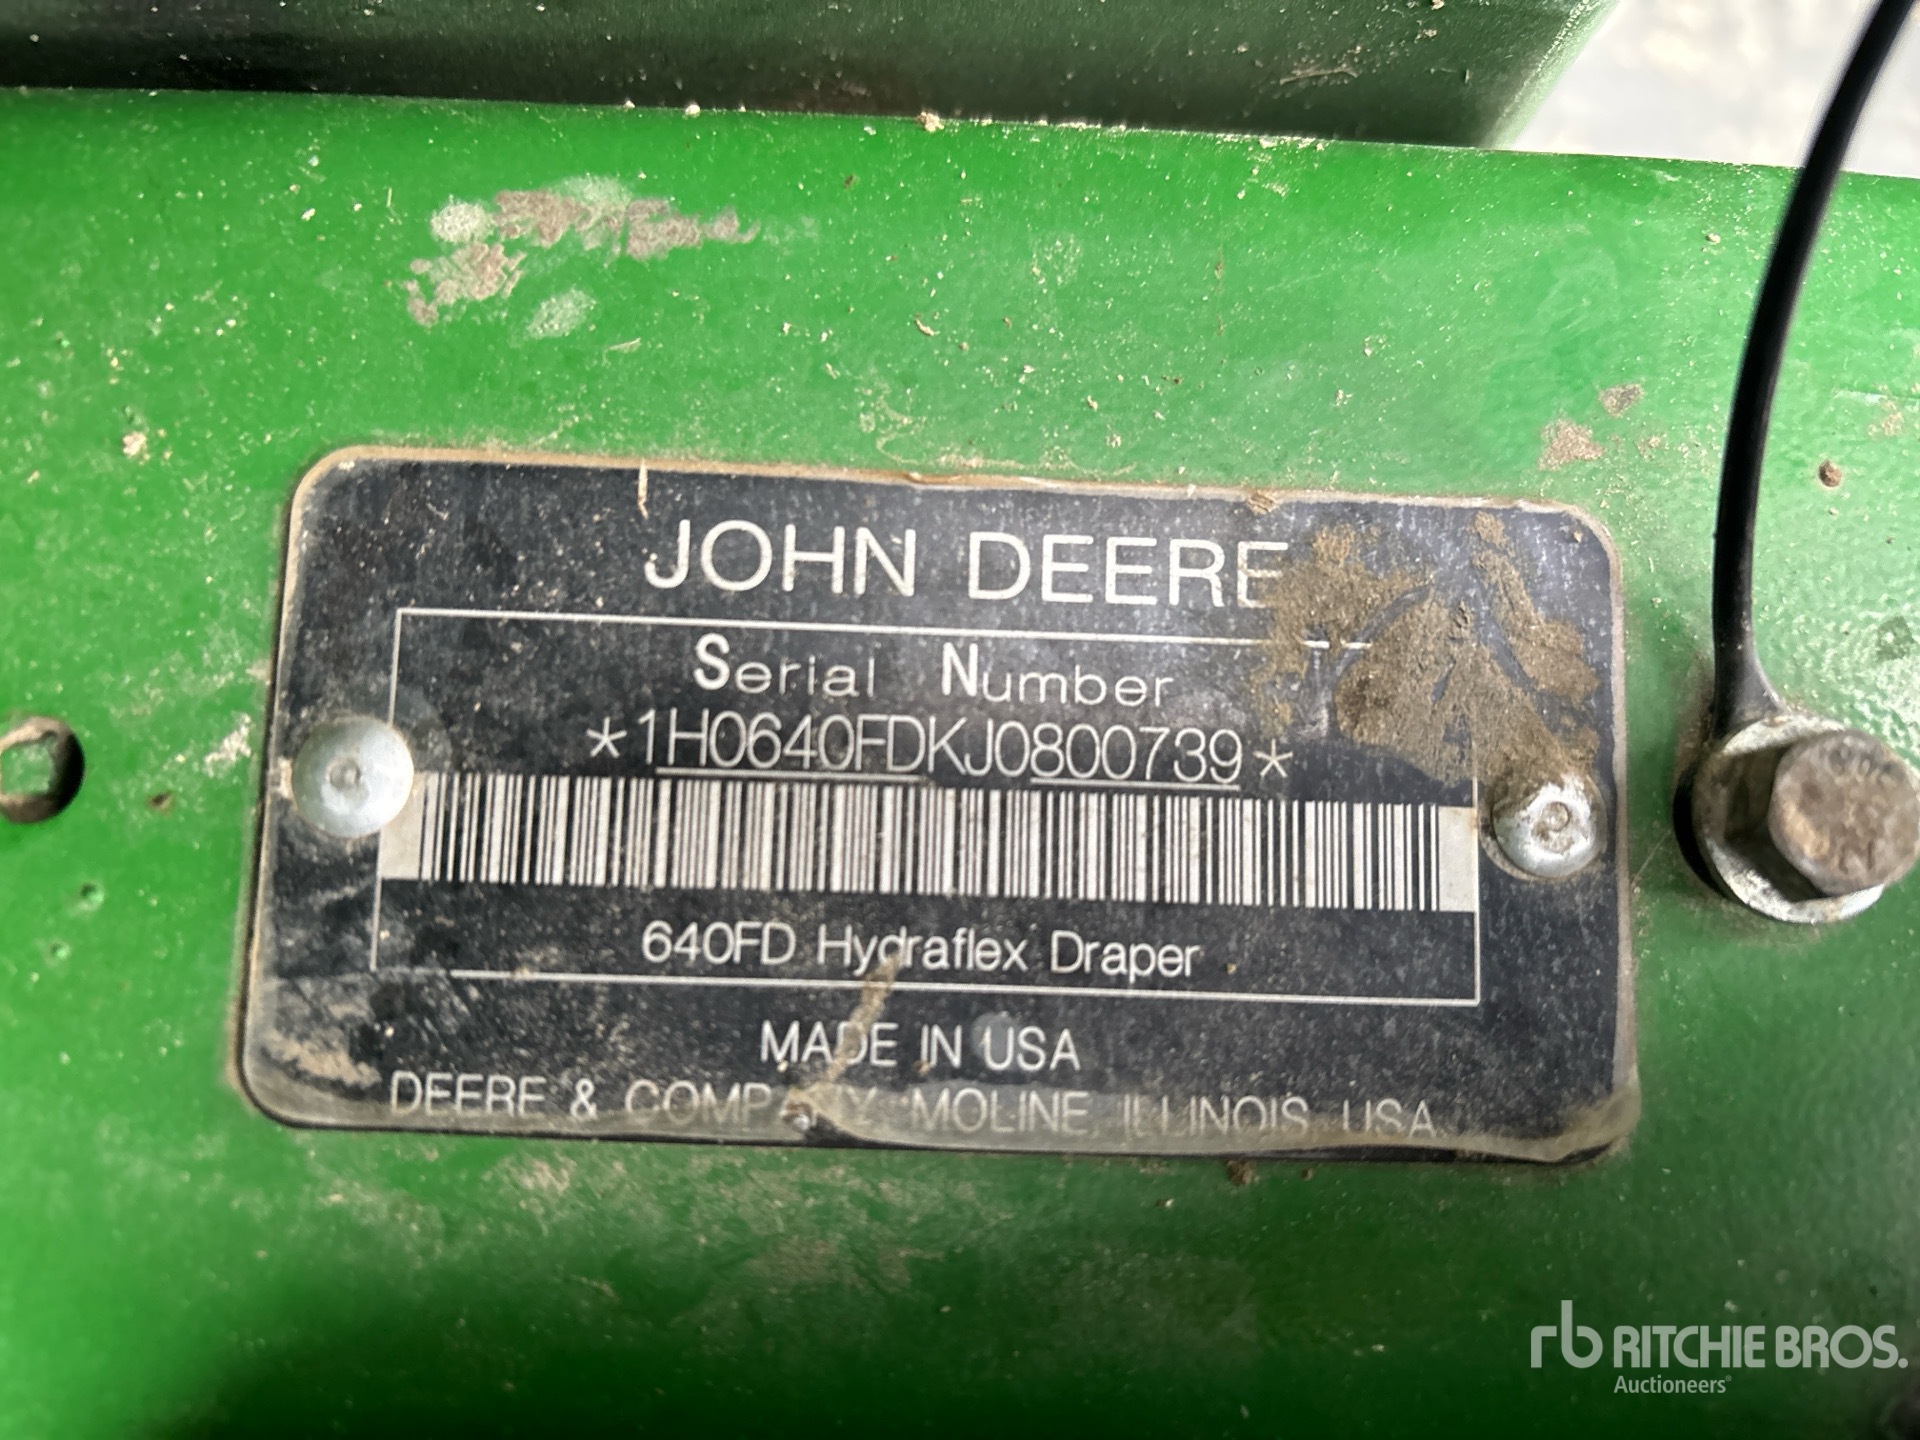 JOHN DEERE
Serial Number
*1H0640FDKJ0800739*
640FD Hydraflex Draper
MADE IN USA
DEERE & COMPANY MOLINE, ILLINOIS USA
rb RITCHIE BROS.
Auctioneers®